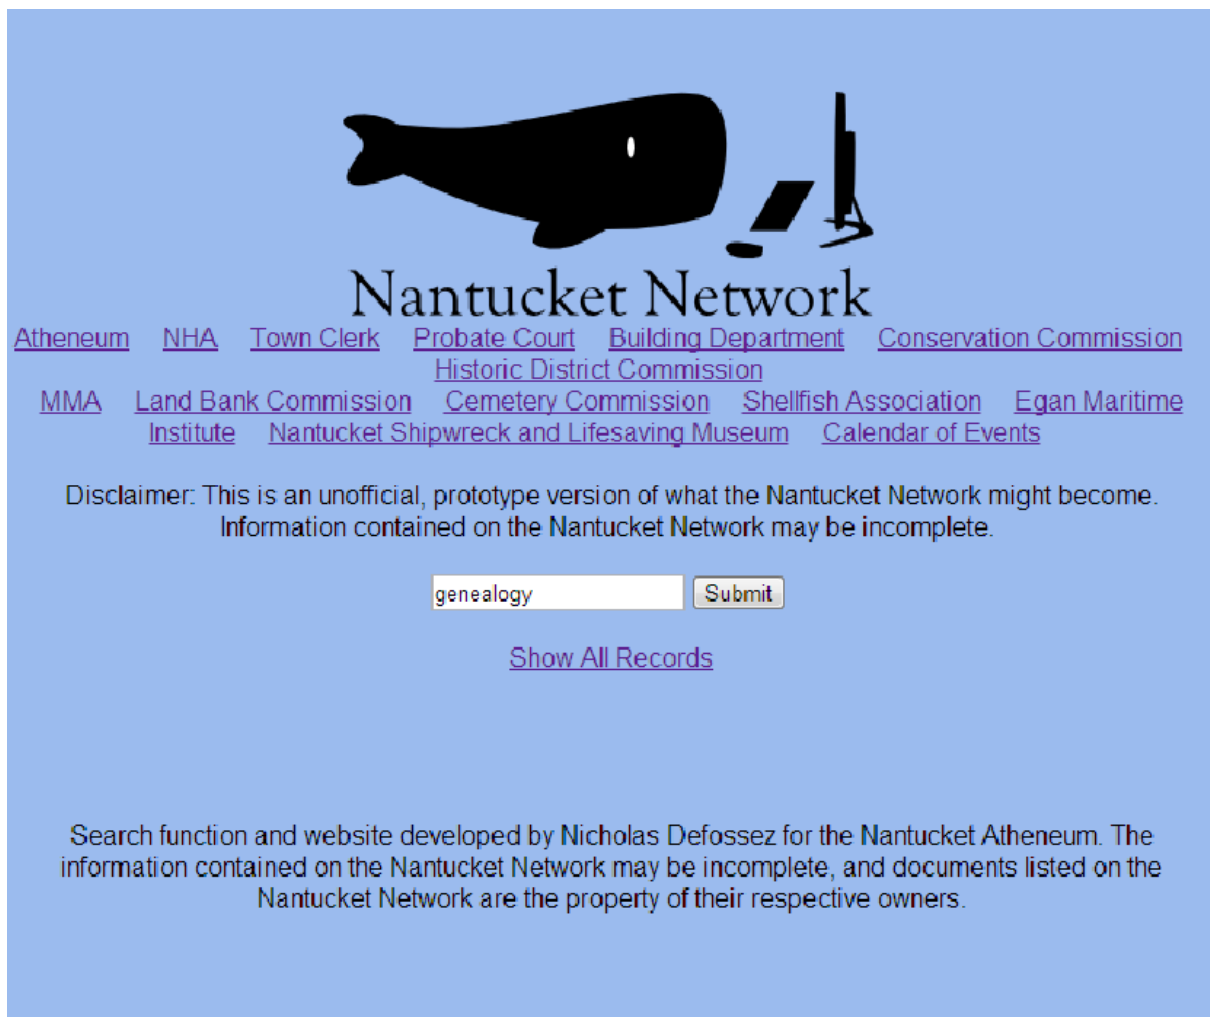 Nantucket Network
Atheneum NHA Town Clerk Probate Court Building Department Conservation Commission
Historic District Commission
MMA Land Bank Commission Cemetery Commission Shellfish Association Egan Maritime
Institute Nantucket Shipwreck and Lifesaving Museum Calendar of Events
Disclaimer: This is an unofficial, prototype version of what the Nantucket Network might become.
Information contained on the Nantucket Network may be incomplete.
genealogy Submit
Show All Records
Search function and website developed by Nicholas Defossez for the Nantucket Atheneum. The
information contained on the Nantucket Network may be incomplete, and documents listed on the
Nantucket Network are the property of their respective owners.